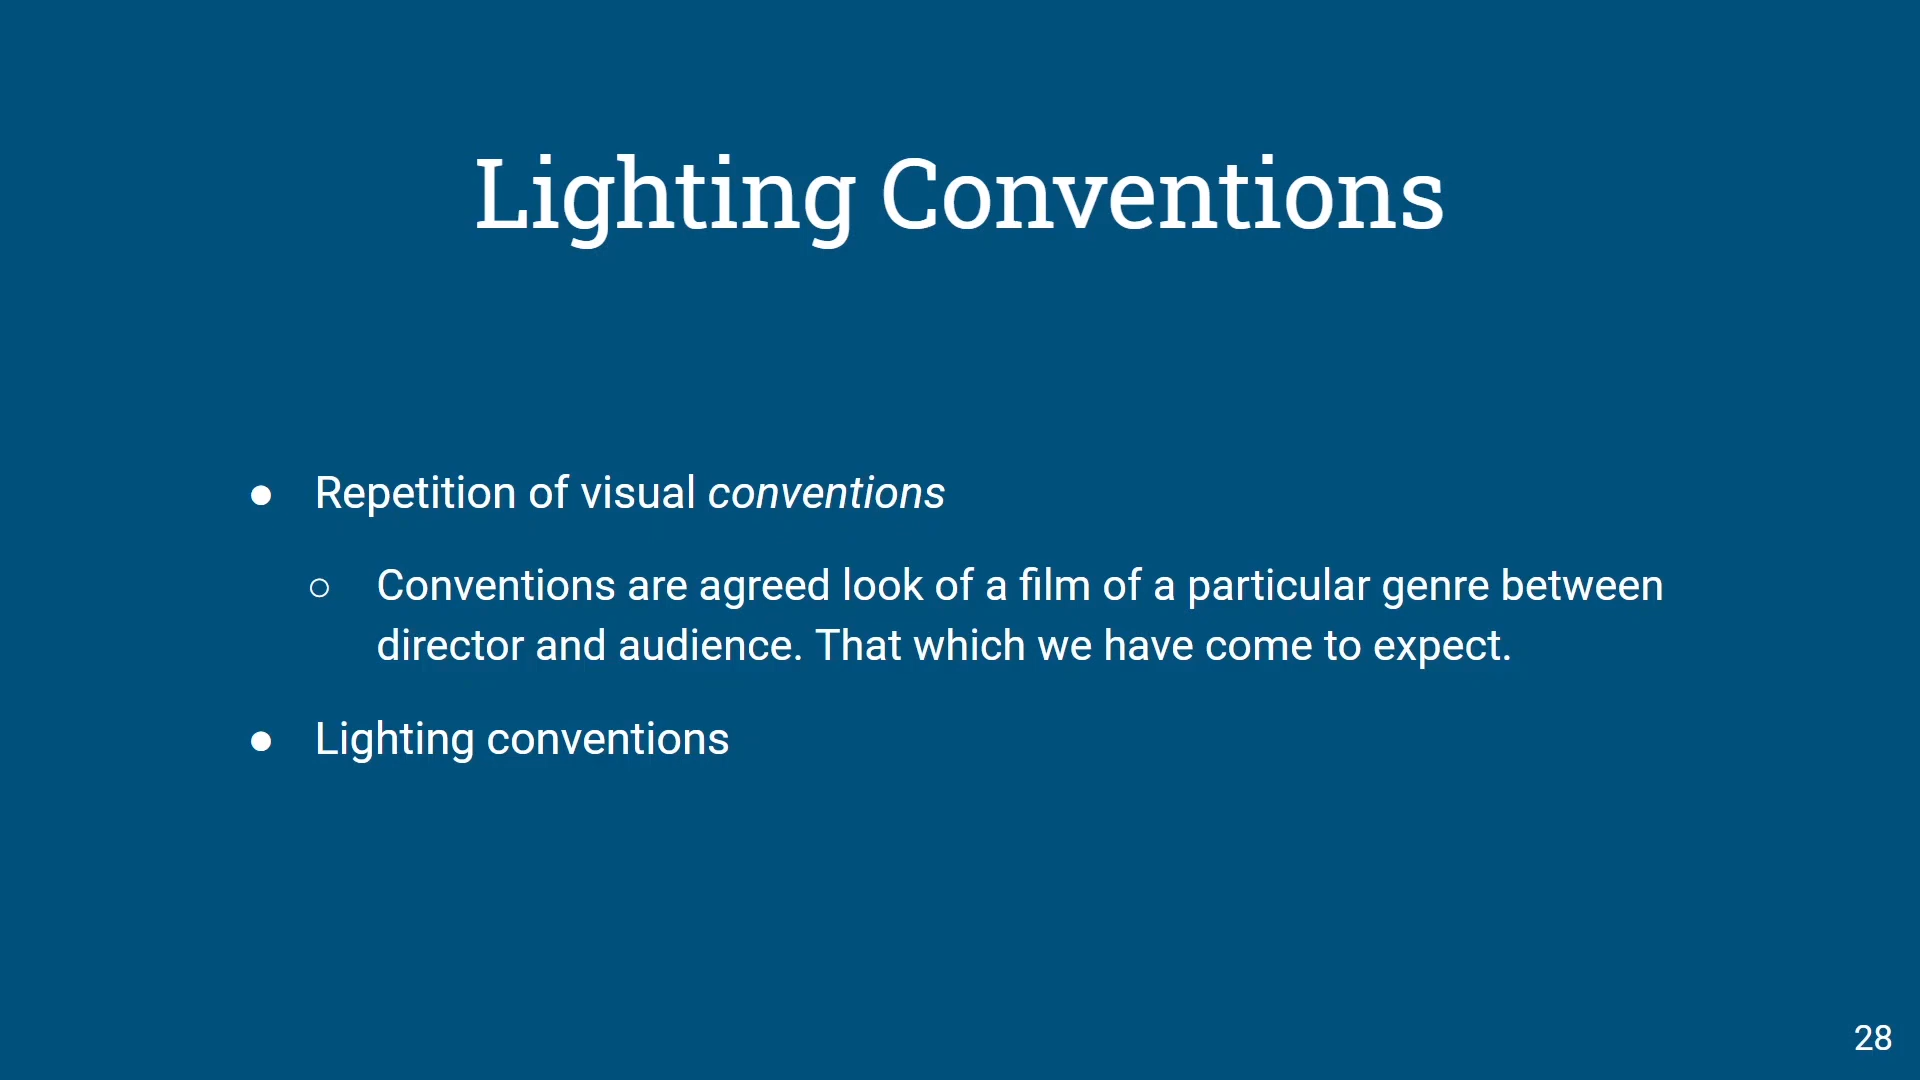 Lighting Conventions
● Repetition of visual conventions
○ Conventions are agreed look of a film of a particular genre between
director and audience. That which we have come to expect.
● Lighting conventions
28